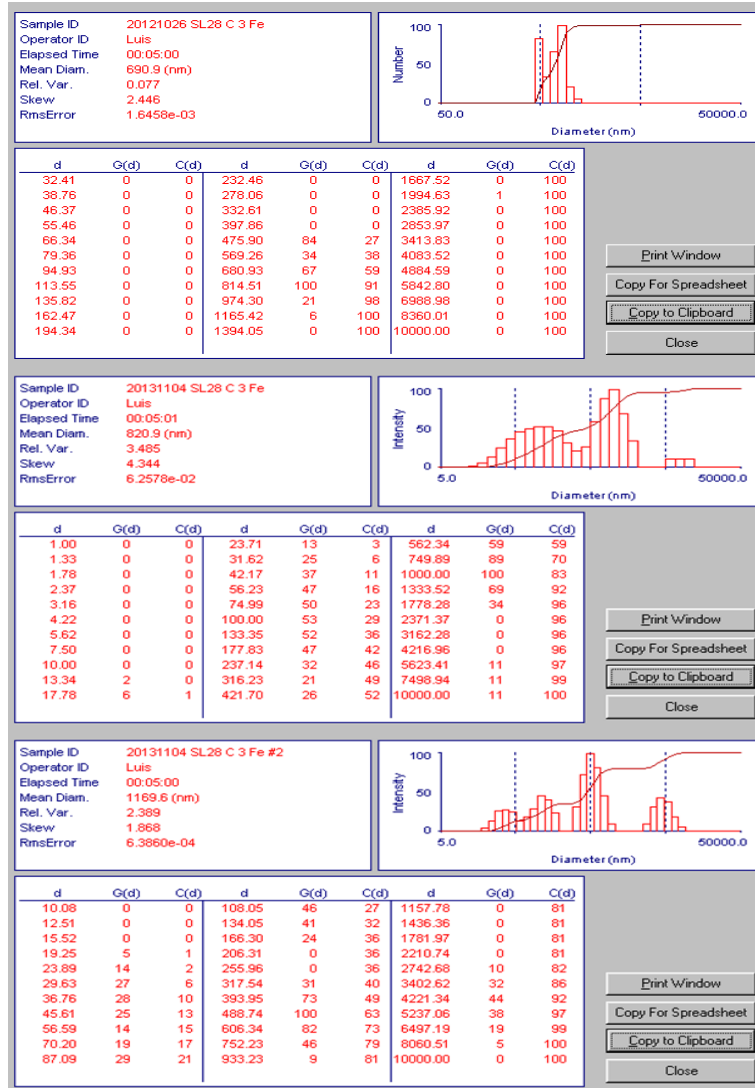 Sample ID 20121026 SL28 C 3 Fe
Operator ID Luis
Elapsed Time 00:05:00
Mean Diam. 690.9 (nm)
Rel. Var. 0.077
Skew 2.446
RmsError 1.6458e-03
Number
100
50
0
50.0 50000.0
Diameter (nm)
d G(d) C(d) d G(d) C(d) d G(d) C(d)
32.41 0 0 232.46 0 0 1667.52 0 100
38.76 0 0 278.06 0 0 1994.63 1 100
46.37 0 0 332.61 0 0 2385.92 0 100
55.46 0 0 397.86 0 0 2853.97 0 100
66.34 0 0 475.90 84 27 3413.83 0 100
79.36 0 0 569.26 34 38 4083.52 0 100
94.93 0 0 680.93 67 59 4884.59 0 100
113.55 0 0 814.51 100 91 5842.80 0 100
135.82 0 0 974.30 21 98 6988.98 0 100
162.47 0 0 1165.42 6 100 8360.01 0 100
194.34 0 0 1394.05 0 100 10000.00 0 100
Print Window
Copy For Spreadsheet
Copy to Clipboard
Close
Sample ID 20131104 SL28 C 3 Fe
Operator ID Luis
Elapsed Time 00:05:01
Mean Diam. 820.9 (nm)
Rel. Var. 3.485
Skew 4.344
RmsError 6.2578e-02
Intensity
100
50
0
5.0 50000.0
Diameter (nm)
d G(d) C(d) d G(d) C(d) d G(d) C(d)
1.00 0 0 23.71 13 3 562.34 59 59
1.33 0 0 31.62 25 6 749.89 89 70
1.78 0 0 42.17 37 11 1000.00 100 83
2.37 0 0 56.23 47 16 1333.52 69 92
3.16 0 0 74.99 50 23 1778.28 34 96
4.22 0 0 100.00 53 29 2371.37 0 96
5.62 0 0 133.35 52 36 3162.28 0 96
7.50 0 0 177.83 47 42 4216.96 0 96
10.00 0 0 237.14 32 46 5623.41 11 97
13.34 2 0 316.23 21 49 7498.94 11 99
17.78 6 1 421.70 26 52 10000.00 11 100
Print Window
Copy For Spreadsheet
Copy to Clipboard
Close
Sample ID 20131104 SL28 C 3 Fe #2
Operator ID Luis
Elapsed Time 00:05:00
Mean Diam. 1169.6 (nm)
Rel. Var. 2.389
Skew 1.868
RmsError 6.3860e-04
Intensity
100
50
0
5.0 50000.0
Diameter (nm)
d G(d) C(d) d G(d) C(d) d G(d) C(d)
10.08 0 0 108.05 46 27 1157.78 0 81
12.51 0 0 134.05 41 32 1436.36 0 81
15.52 0 0 166.30 24 36 1781.97 0 81
19.25 5 1 206.31 0 36 2210.74 0 81
23.89 14 2 255.96 0 36 2742.68 10 82
29.63 27 6 317.54 31 40 3402.62 32 86
36.76 28 10 393.95 73 49 4221.34 44 92
45.61 25 13 488.74 100 63 5237.06 38 97
56.59 14 15 606.34 82 73 6497.19 19 99
70.20 19 17 752.23 46 79 8060.51 5 100
87.09 29 21 933.23 9 81 10000.00 0 100
Print Window
Copy For Spreadsheet
Copy to Clipboard
Close